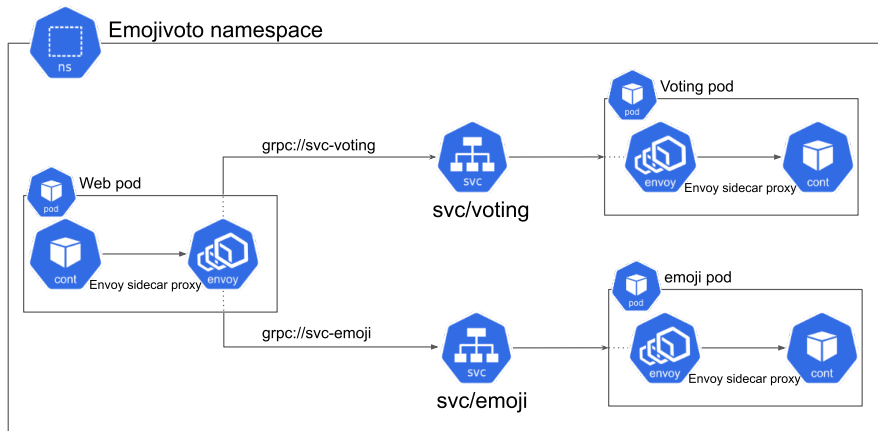 Emojivoto namespace
ns
Voting pod
pod
grpc://svc-voting
svc
envoy
Envoy sidecar proxy
cont
svc/voting
Web pod
pod
cont
Envoy sidecar proxy
envoy
emoji pod
pod
grpc://svc-emoji
svc
envoy
Envoy sidecar proxy
cont
svc/emoji